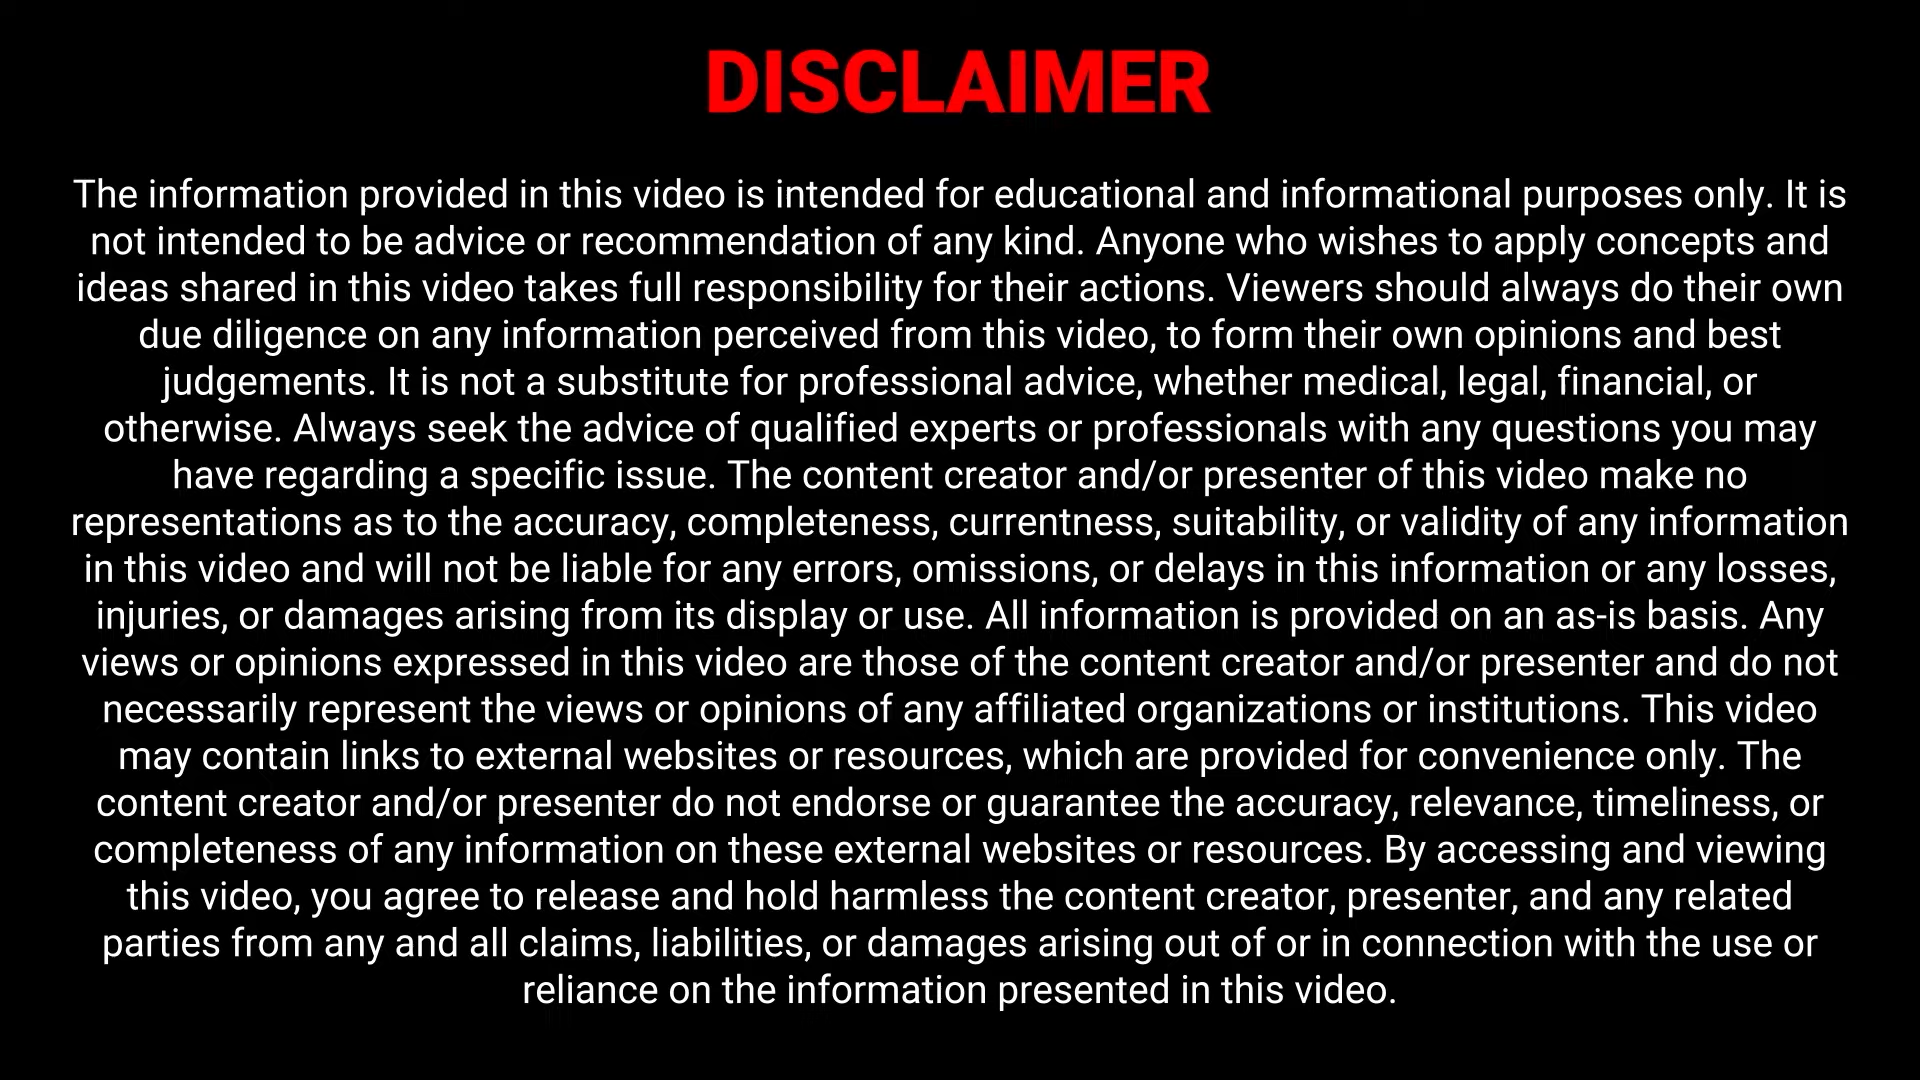 DISCLAIMER
The information provided in this video is intended for educational and informational purposes only. It is
not intended to be advice or recommendation of any kind. Anyone who wishes to apply concepts and
ideas shared in this video takes full responsibility for their actions. Viewers should always do their own
due diligence on any information perceived from this video, to form their own opinions and best
judgements. It is not a substitute for professional advice, whether medical, legal, financial, or
otherwise. Always seek the advice of qualified experts or professionals with any questions you may
have regarding a specific issue. The content creator and/or presenter of this video make no
representations as to the accuracy, completeness, currentness, suitability, or validity of any information
in this video and will not be liable for any errors, omissions, or delays in this information or any losses,
injuries, or damages arising from its display or use. All information is provided on an as-is basis. Any
views or opinions expressed in this video are those of the content creator and/or presenter and do not
necessarily represent the views or opinions of any affiliated organizations or institutions. This video
may contain links to external websites or resources, which are provided for convenience only. The
content creator and/or presenter do not endorse or guarantee the accuracy, relevance, timeliness, or
completeness of any information on these external websites or resources. By accessing and viewing
this video, you agree to release and hold harmless the content creator, presenter, and any related
parties from any and all claims, liabilities, or damages arising out of or in connection with the use or
reliance on the information presented in this video.